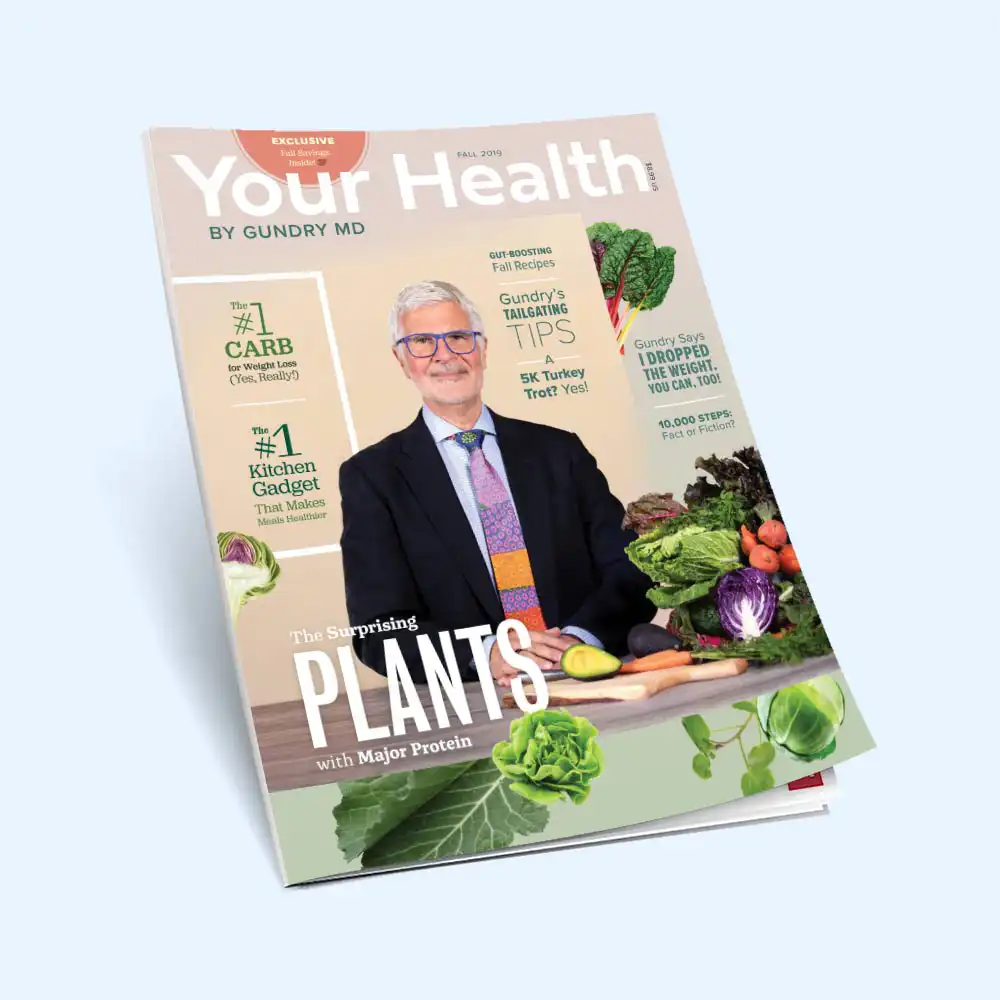 EXCLUSIVE
Fall Savings
Inside
FALL 2019
$8.99 US
Your Health
BY GUNDRY MD
The
#1
CARB
for Weight Loss
(Yes, Really!)
The
#1
Kitchen
Gadget
That Makes
Meals Healthier
GUT-BOOSTING
Fall Recipes
Gundry's
TAILGATING
TIPS
A
5K Turkey
Trot? Yes!
Gundry Says
I DROPPED
THE WEIGHT.
YOU CAN, TOO!
10,000 STEPS:
Fact or Fiction?
The Surprising
PLANTS
with Major Protein